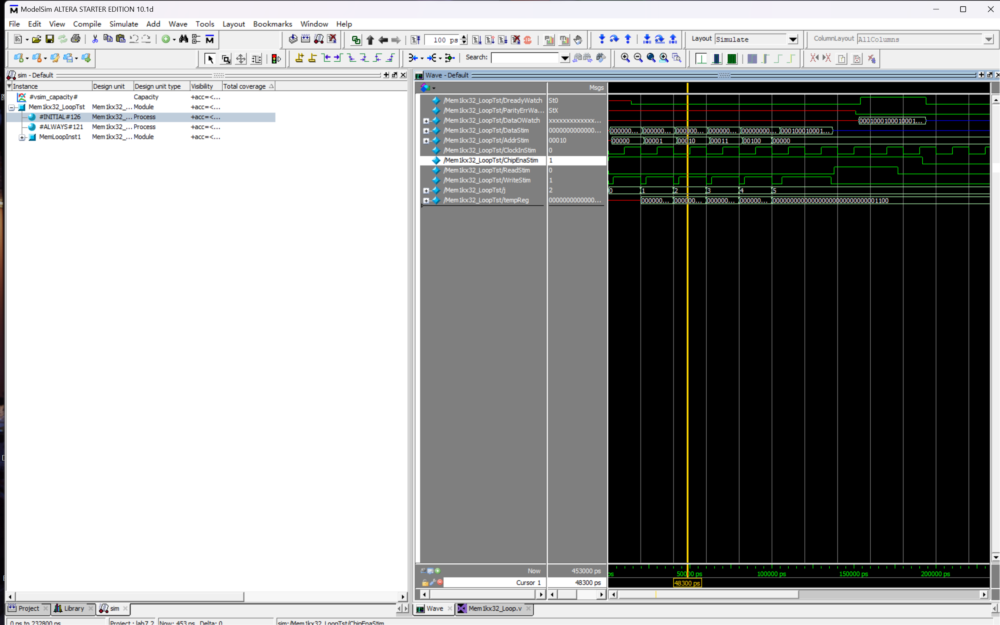 ModelSim ALTERA STARTER EDITION 10.1d
File Edit View Compile Simulate Add Wave Tools Layout Bookmarks Window Help
100 ps Layout Simulate ColumnLayout AllColumns
Search:
sim - Default
Instance Design unit Design unit type Visibility Total coverage
#vsim_capacity# Capacity +acc=<...
Mem1kx32_LoopTst Mem1kx32_... Module +acc=<...
#INITIAL#126 Mem1kx32_... Process +acc=<...
#ALWAYS#121 Mem1kx32_... Process +acc=<...
MemLoopInst1 Mem1kx32_... Module +acc=<...
Wave - Default
Msgs
/Mem1kx32_LoopTst/DreadyWatch St0
/Mem1kx32_LoopTst/ParityErrWa... StX
/Mem1kx32_LoopTst/DataOWatch xxxxxxxxxxxxx... 0001000100010001...
/Mem1kx32_LoopTst/DataStim 0000000000000... 000000... 000000... 000000... 000000... 00000000... 000100010001...
/Mem1kx32_LoopTst/AddrStim 00010 00000 00001 00010 00011 00100 00000
/Mem1kx32_LoopTst/ClockInStim 0
/Mem1kx32_LoopTst/ChipEnaStim 1
/Mem1kx32_LoopTst/ReadStim 0
/Mem1kx32_LoopTst/WriteStim 1
/Mem1kx32_LoopTst/j 2 0 1 2 3 4 5
/Mem1kx32_LoopTst/tempReg 0000000000000... 000000... 000000... 000000... 000000... 00000000000000000000000000001100
Now 453000 ps ps 50000 ps 100000 ps 150000 ps 200000 ps
Cursor 1 48300 ps 48300 ps
Project Library sim Wave Mem1kx32_Loop.v
0 ps to 232800 ps Project : lab7_2 Now: 453 ns Delta: 0 sim:/Mem1kx32_LoopTst/ChipEnaStim